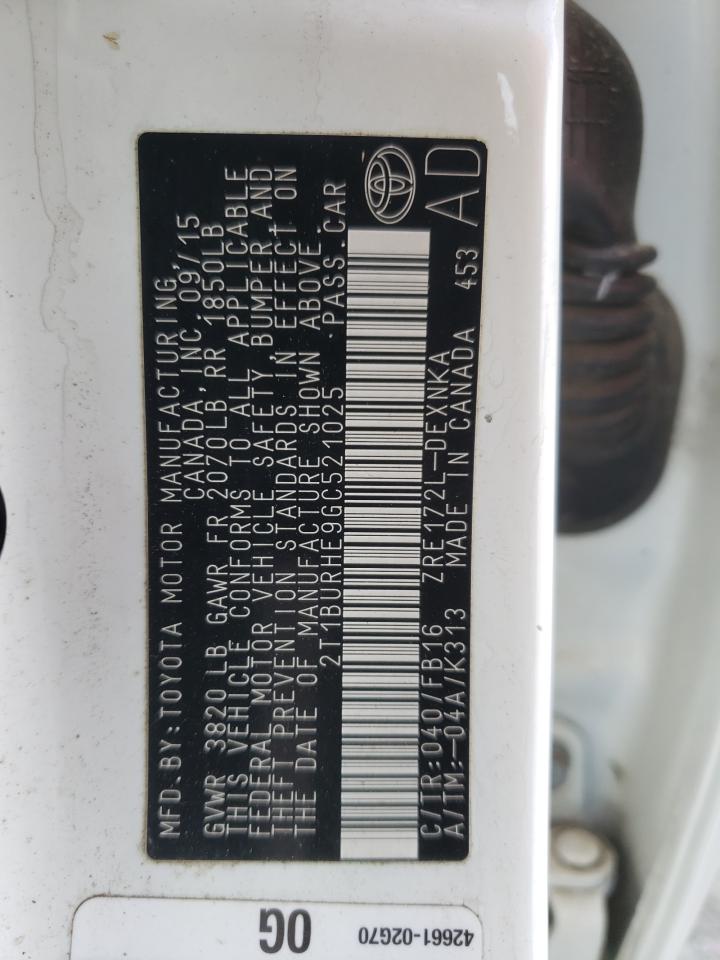 MFD.BY:TOYOTA MOTOR MANUFACTURING,
CANADA, INC. 09/15
GVWR 3820 LB GAWR FR 2070LB, RR 1850LB
THIS VEHICLE CONFORMS TO ALL APPLICABLE
FEDERAL MOTOR VEHICLE SAFETY, BUMPER, AND
THEFT PREVENTION STANDARDS IN EFFECT ON
THE DATE OF MANUFACTURE SHOWN ABOVE.
2T1BURHE9GC521025 PASS.CAR
C/TR:040/FB16 ZRE172L-DEXNKA 453
A/TM:-04A/K313 MADE IN CANADA
AD
0G
42661-02G70